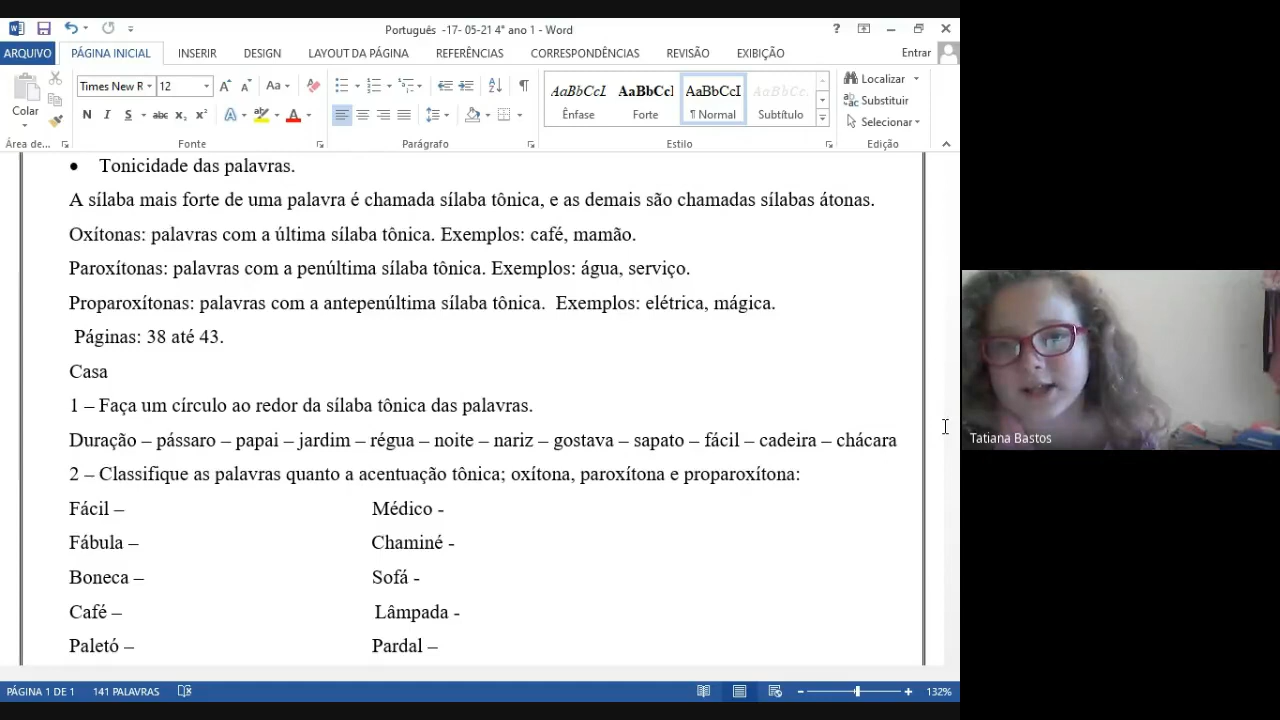 Português -17- 05-21 4° ano 1 - Word
ARQUIVO PÁGINA INICIAL INSERIR DESIGN LAYOUT DA PÁGINA REFERÊNCIAS CORRESPONDÊNCIAS REVISÃO EXIBIÇÃO Entrar
Colar
Times New R 12
N I S abc x₂ x²
AaBbCcL AaBbCcI AaBbCcI AaBbCc.
Ênfase Forte ¶ Normal Subtítulo
Localizar
Substituir
Selecionar
Área de... Fonte Parágrafo Estilo Edição
• Tonicidade das palavras.
A sílaba mais forte de uma palavra é chamada sílaba tônica, e as demais são chamadas sílabas átonas.
Oxítonas: palavras com a última sílaba tônica. Exemplos: café, mamão.
Paroxítonas: palavras com a penúltima sílaba tônica. Exemplos: água, serviço.
Proparoxítonas: palavras com a antepenúltima sílaba tônica. Exemplos: elétrica, mágica.
Páginas: 38 até 43.
Casa
1 – Faça um círculo ao redor da sílaba tônica das palavras.
Duração – pássaro – papai – jardim – régua – noite – nariz – gostava – sapato – fácil – cadeira – chácara
2 – Classifique as palavras quanto a acentuação tônica; oxítona, paroxítona e proparoxítona:
Fácil – Médico -
Fábula – Chaminé -
Boneca – Sofá -
Café – Lâmpada -
Paletó – Pardal –
PÁGINA 1 DE 1 141 PALAVRAS 132%
Tatiana Bastos